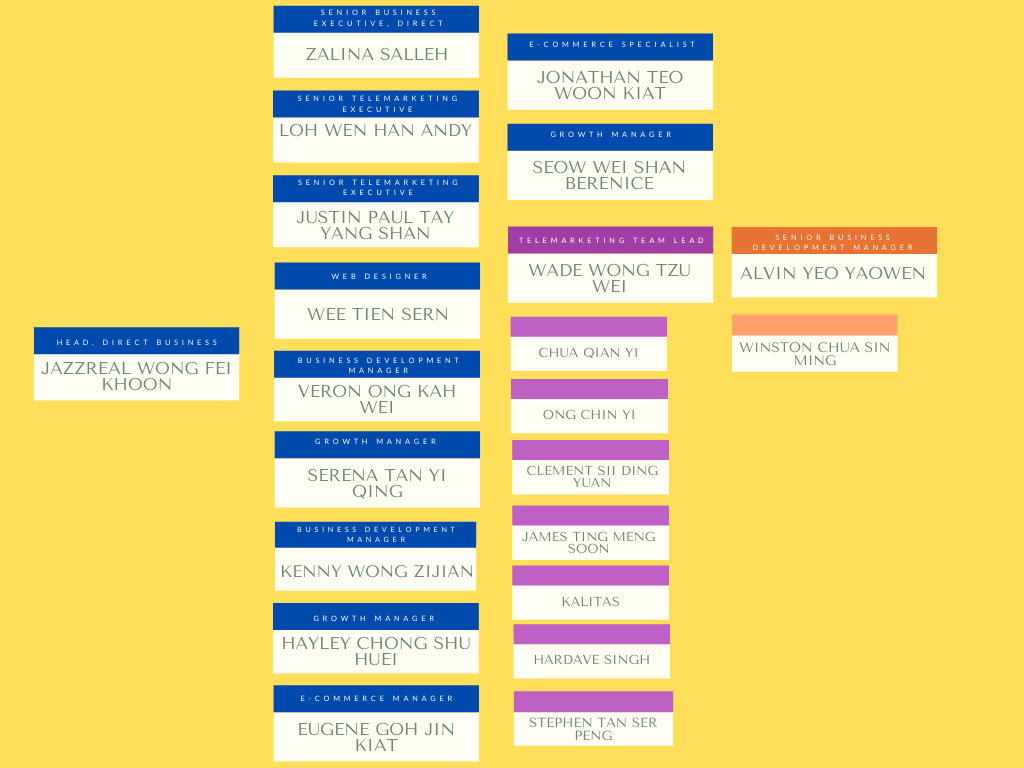 HEAD, DIRECT BUSINESS
JAZZREAL WONG FEI
KHOON
SENIOR BUSINESS
EXECUTIVE, DIRECT
ZALINA SALLEH
SENIOR TELEMARKETING
EXECUTIVE
LOH WEN HAN ANDY
SENIOR TELEMARKETING
EXECUTIVE
JUSTIN PAUL TAY
YANG SHAN
WEB DESIGNER
WEE TIEN SERN
BUSINESS DEVELOPMENT
MANAGER
VERON ONG KAH
WEI
GROWTH MANAGER
SERENA TAN YI
QING
BUSINESS DEVELOPMENT
MANAGER
KENNY WONG ZIJIAN
GROWTH MANAGER
HAYLEY CHONG SHU
HUEI
E-COMMERCE MANAGER
EUGENE GOH JIN
KIAT
E-COMMERCE SPECIALIST
JONATHAN TEO
WOON KIAT
GROWTH MANAGER
SEOW WEI SHAN
BERENICE
TELEMARKETING TEAM LEAD
WADE WONG TZU
WEI
CHUA QIAN YI
ONG CHIN YI
CLEMENT SII DING
YUAN
JAMES TING MENG
SOON
KALITAS
HARDAVE SINGH
STEPHEN TAN SER
PENG
SENIOR BUSINESS
DEVELOPMENT MANAGER
ALVIN YEO YAOWEN
WINSTON CHUA SIN
MING